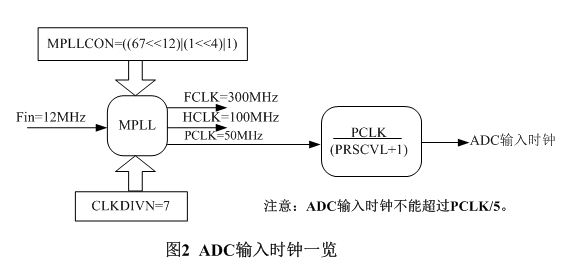 MPLLCON=((67<<12)|(1<<4)|1)
Fin=12MHz
MPLL
FCLK=300MHz
HCLK=100MHz
PCLK=50MHz
PCLK
(PRSCVL+1)
ADC输入时钟
CLKDIVN=7
注意：ADC输入时钟不能超过PCLK/5。
图2 ADC输入时钟一览